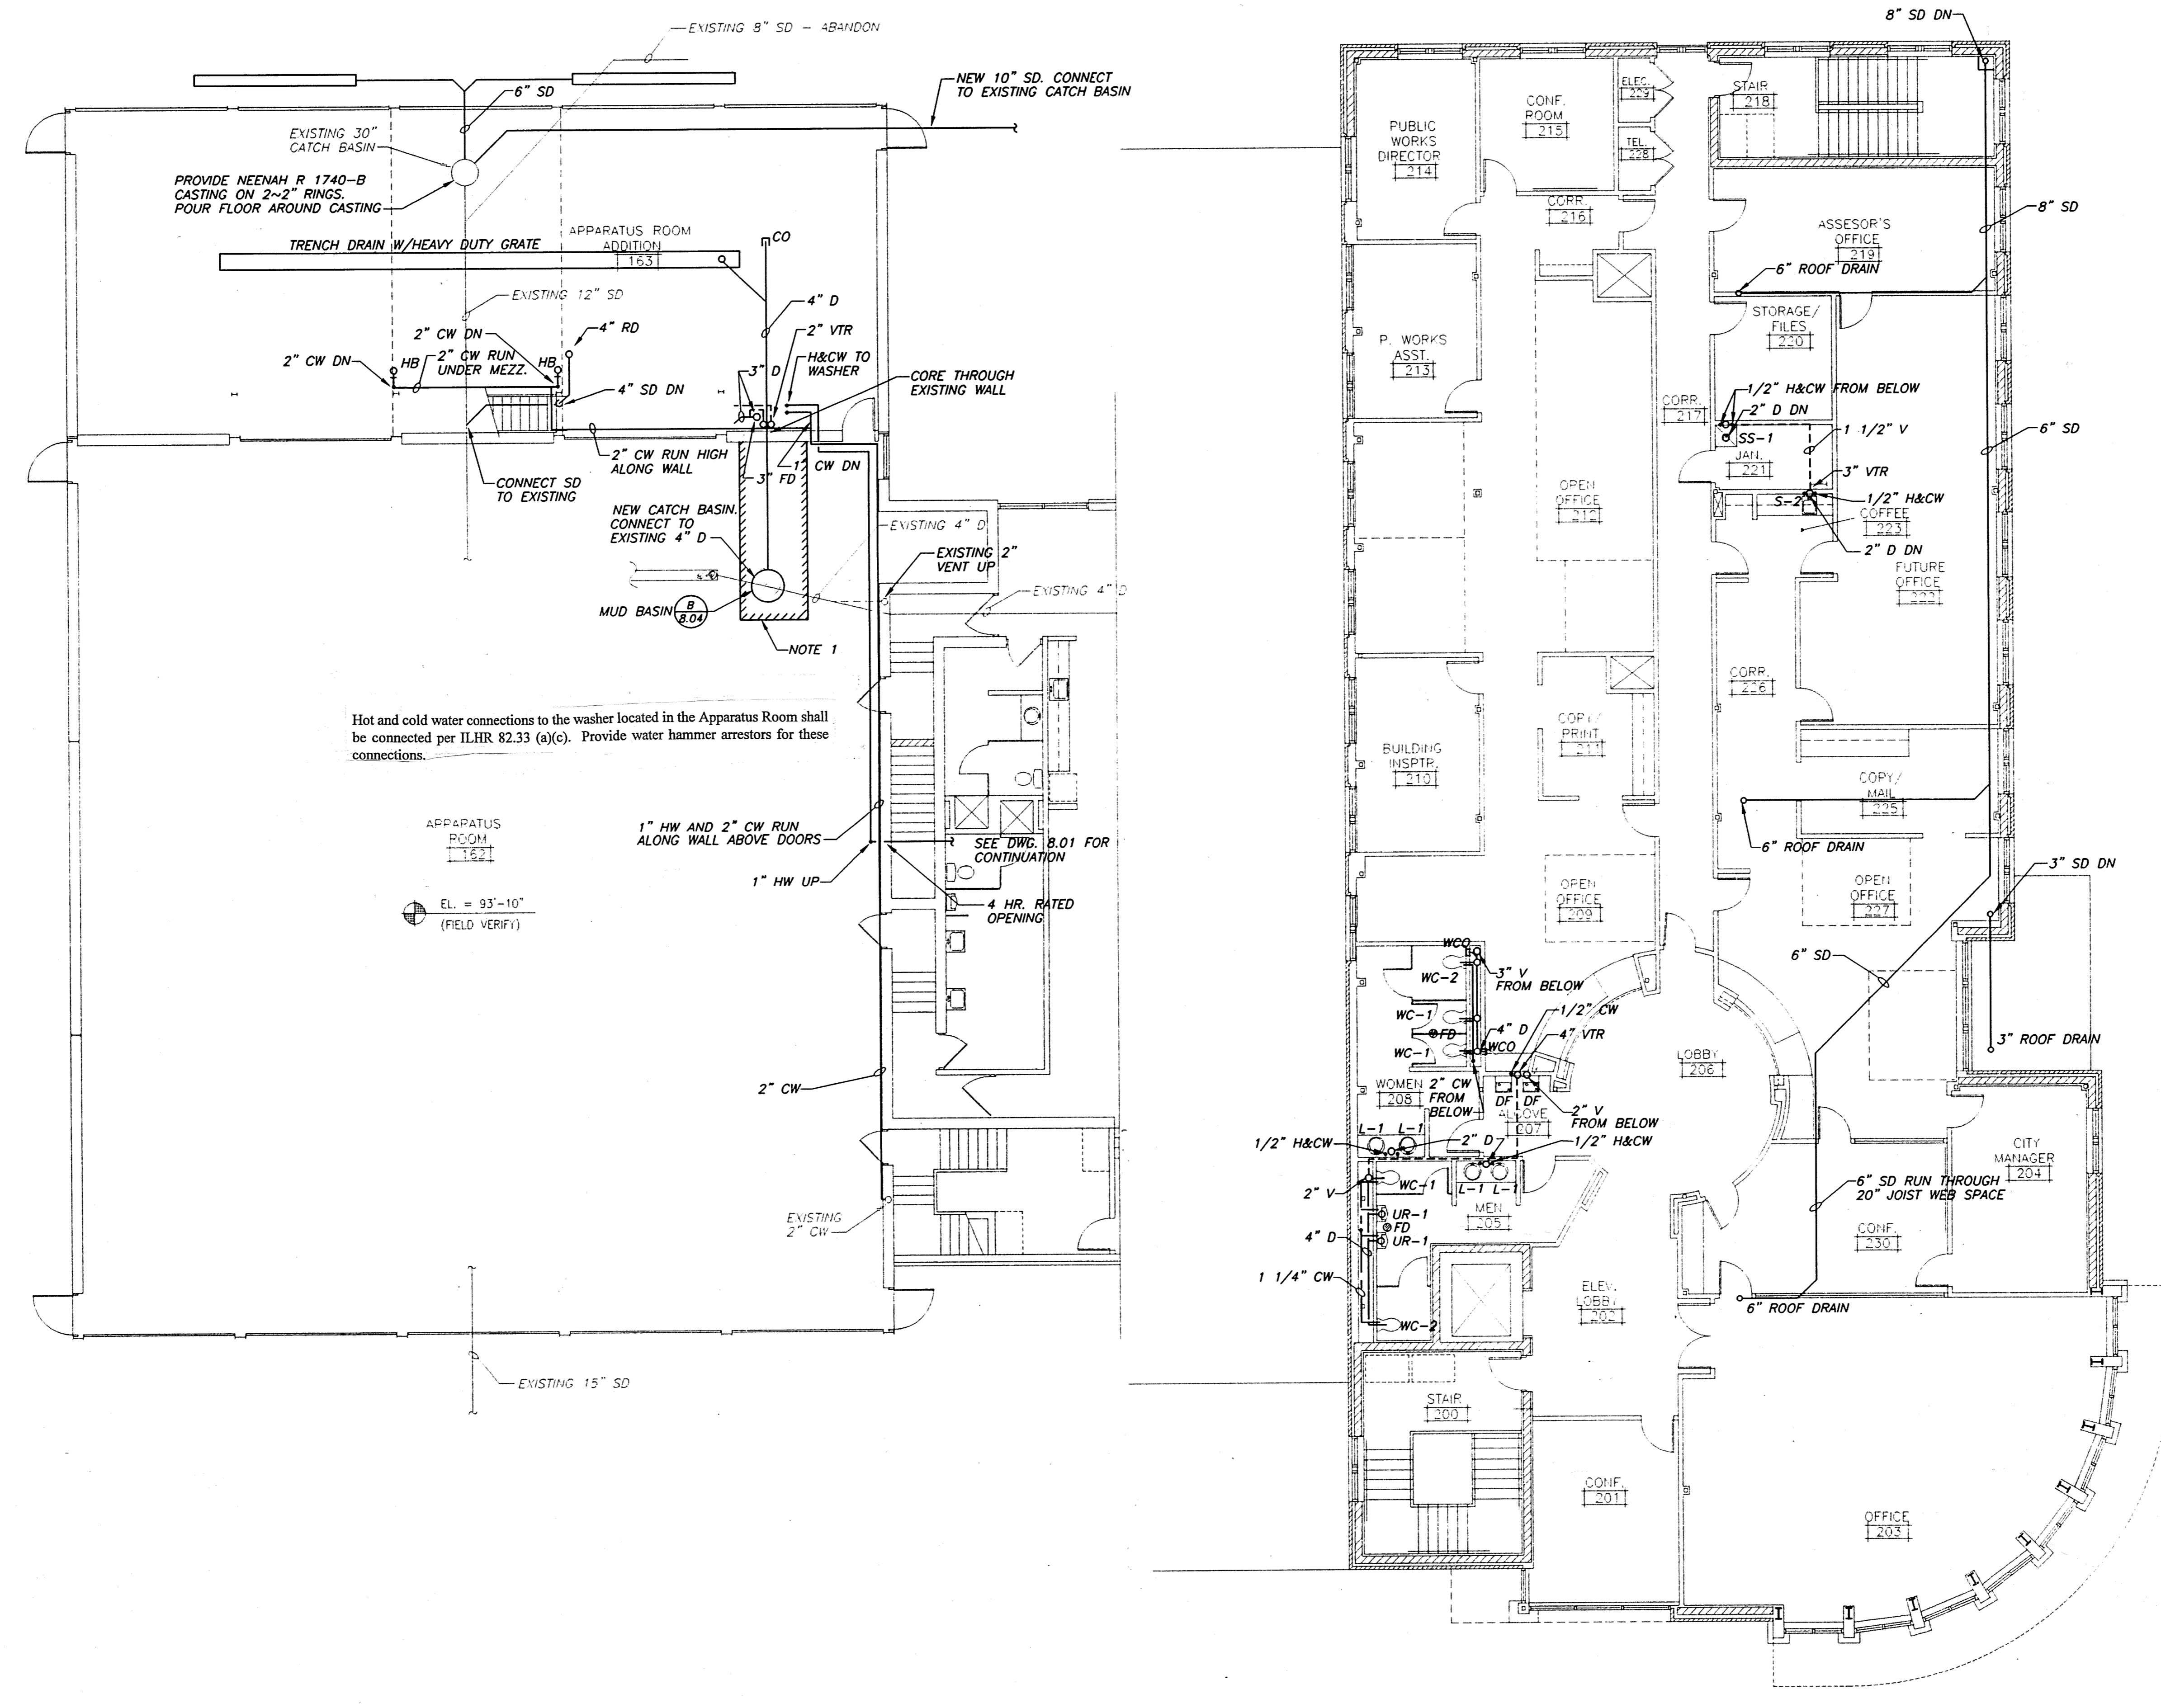 EXISTING 8" SD - ABANDON
6" SD
NEW 10" SD. CONNECT
TO EXISTING CATCH BASIN
EXISTING 30"
CATCH BASIN
PROVIDE NEENAH R 1740-B
CASTING ON 2~2" RINGS.
POUR FLOOR AROUND CASTING
TRENCH DRAIN W/HEAVY DUTY GRATE
APPARATUS ROOM
ADDITION
163
CO
EXISTING 12" SD
4" D
2" CW DN
4" RD
2" VTR
2" CW DN
HB
2" CW RUN
UNDER MEZZ.
HB
H&CW TO
WASHER
3" D
CORE THROUGH
EXISTING WALL
4" SD DN
2" CW RUN HIGH
ALONG WALL
1"
CW DN
3" FD
CONNECT SD
TO EXISTING
NEW CATCH BASIN.
CONNECT TO
EXISTING 4" D
EXISTING 4" D
EXISTING 2"
VENT UP
EXISTING 4" D
MUD BASIN
B
8.04
NOTE 1
Hot and cold water connections to the washer located in the Apparatus Room shall
be connected per ILHR 82.33 (a)(c). Provide water hammer arrestors for these
connections.
APPARATUS
ROOM
162
1" HW AND 2" CW RUN
ALONG WALL ABOVE DOORS
SEE DWG. 8.01 FOR
CONTINUATION
1" HW UP
4 HR. RATED
OPENING
EL. = 93'-10"
(FIELD VERIFY)
2" CW
EXISTING
2" CW
EXISTING 15" SD
8" SD DN
ELEC.
229
STAIR
218
CONF.
ROOM
215
PUBLIC
WORKS
DIRECTOR
214
TEL.
228
CORR.
216
8" SD
ASSESOR'S
OFFICE
219
6" ROOF DRAIN
STORAGE/
FILES
220
P. WORKS
ASST.
213
1/2" H&CW FROM BELOW
CORR.
217
2" D DN
SS-1
1 1/2" V
6" SD
JAN.
221
3" VTR
OPEN
OFFICE
212
S-2
1/2" H&CW
COFFEE
223
2" D DN
FUTURE
OFFICE
222
CORR.
226
COPY/
PRINT
211
BUILDING
INSPTR.
210
COPY/
MAIL
225
6" ROOF DRAIN
3" SD DN
OPEN
OFFICE
209
OPEN
OFFICE
227
WCO
WC-2
3" V
FROM BELOW
6" SD
WC-1
1/2" CW
FD
4" D
4" VTR
WC-1
WCO
3" ROOF DRAIN
LOBBY
206
WOMEN
208
2" CW
FROM
BELOW
DF
DF
ALCOVE
207
2" V
FROM BELOW
L-1
L-1
1/2" H&CW
2" D
1/2" H&CW
CITY
MANAGER
204
2" V
WC-1
L-1
L-1
6" SD RUN THROUGH
20" JOIST WEB SPACE
UR-1
MEN
205
FD
4" D
UR-1
CONF.
230
1 1/4" CW
ELEV.
LOBBY
202
6" ROOF DRAIN
WC-2
STAIR
200
CONF.
201
OFFICE
203